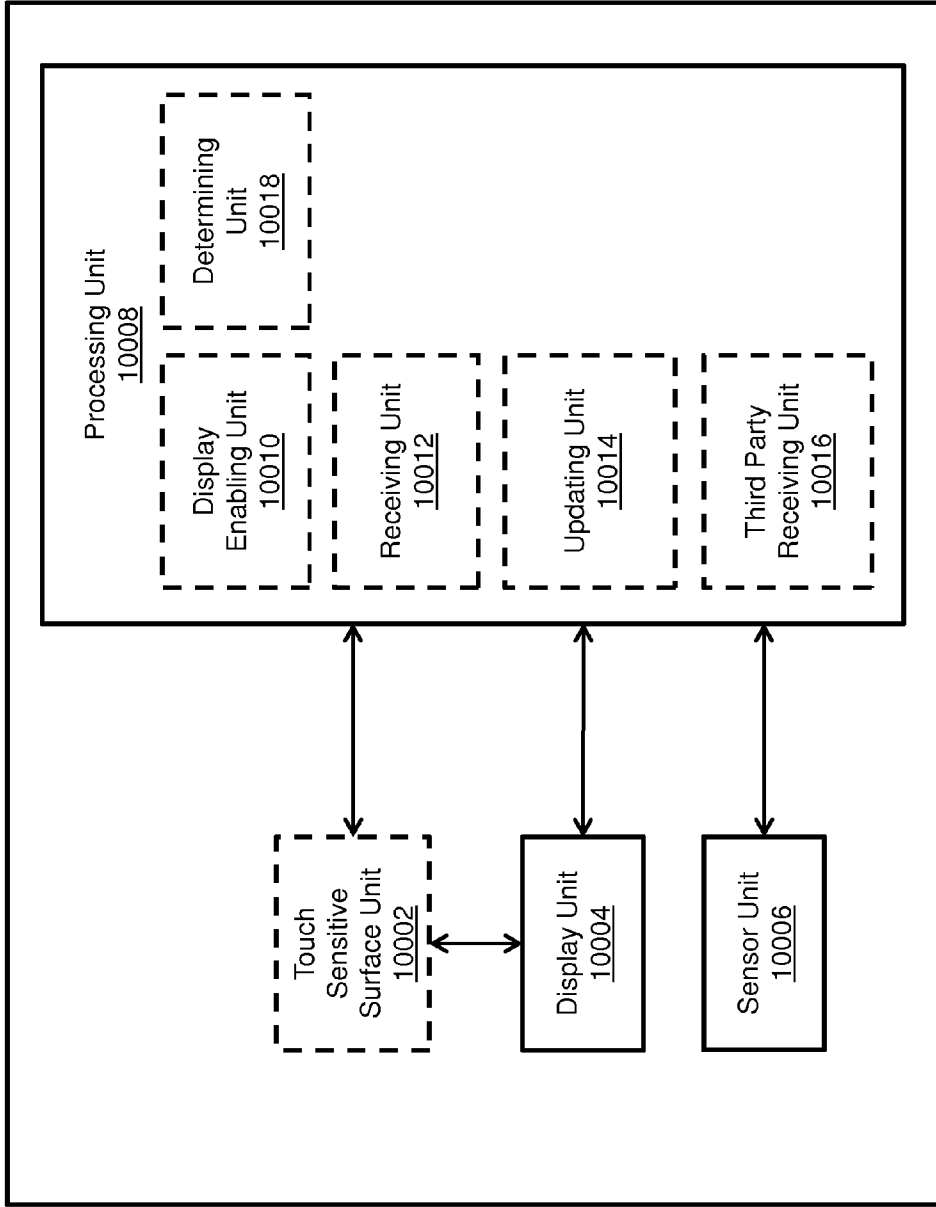 Processing Unit
10008
Display
Enabling Unit
10010
Determining
Unit
10018
Receiving Unit
10012
Updating Unit
10014
Third Party
Receiving Unit
10016
Touch
Sensitive
Surface Unit
10002
Display Unit
10004
Sensor Unit
10006